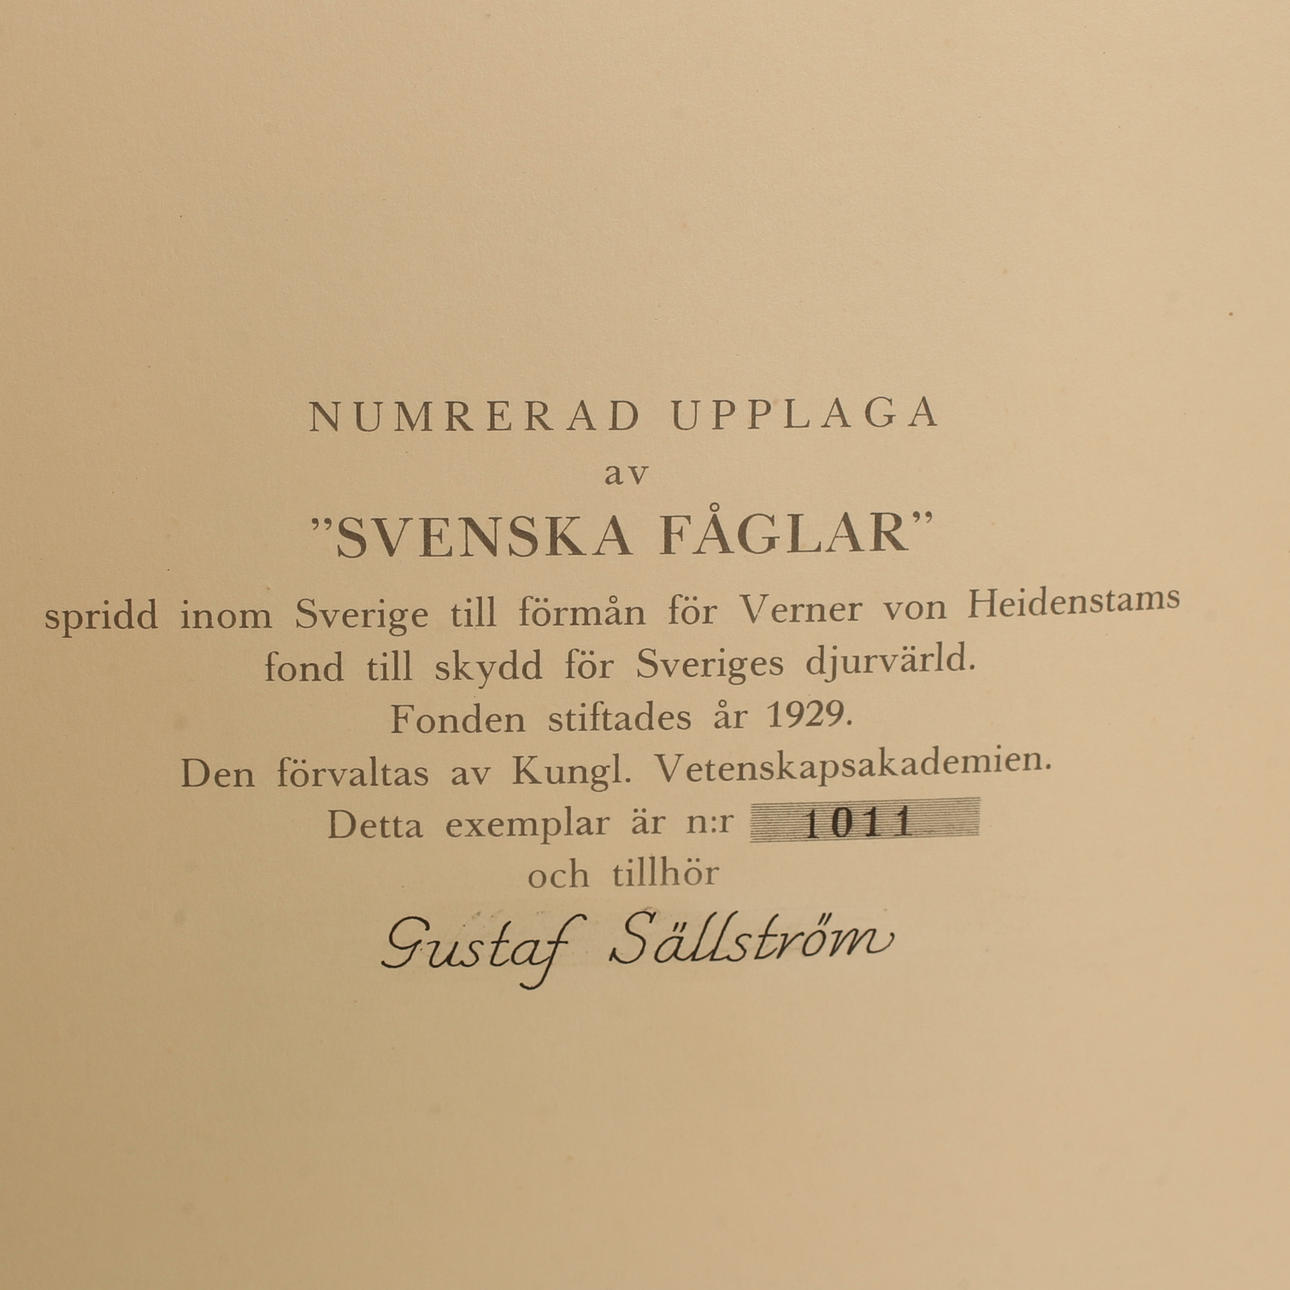 NUMRERAD UPPLAGA
av
”SVENSKA FÅGLAR”
spridd inom Sverige till förmån för Verner von Heidenstams
fond till skydd för Sveriges djurvärld.
Fonden stiftades år 1929.
Den förvaltas av Kungl. Vetenskapsakademien.
Detta exemplar är n:r 1011
och tillhör
Gustaf Sällström